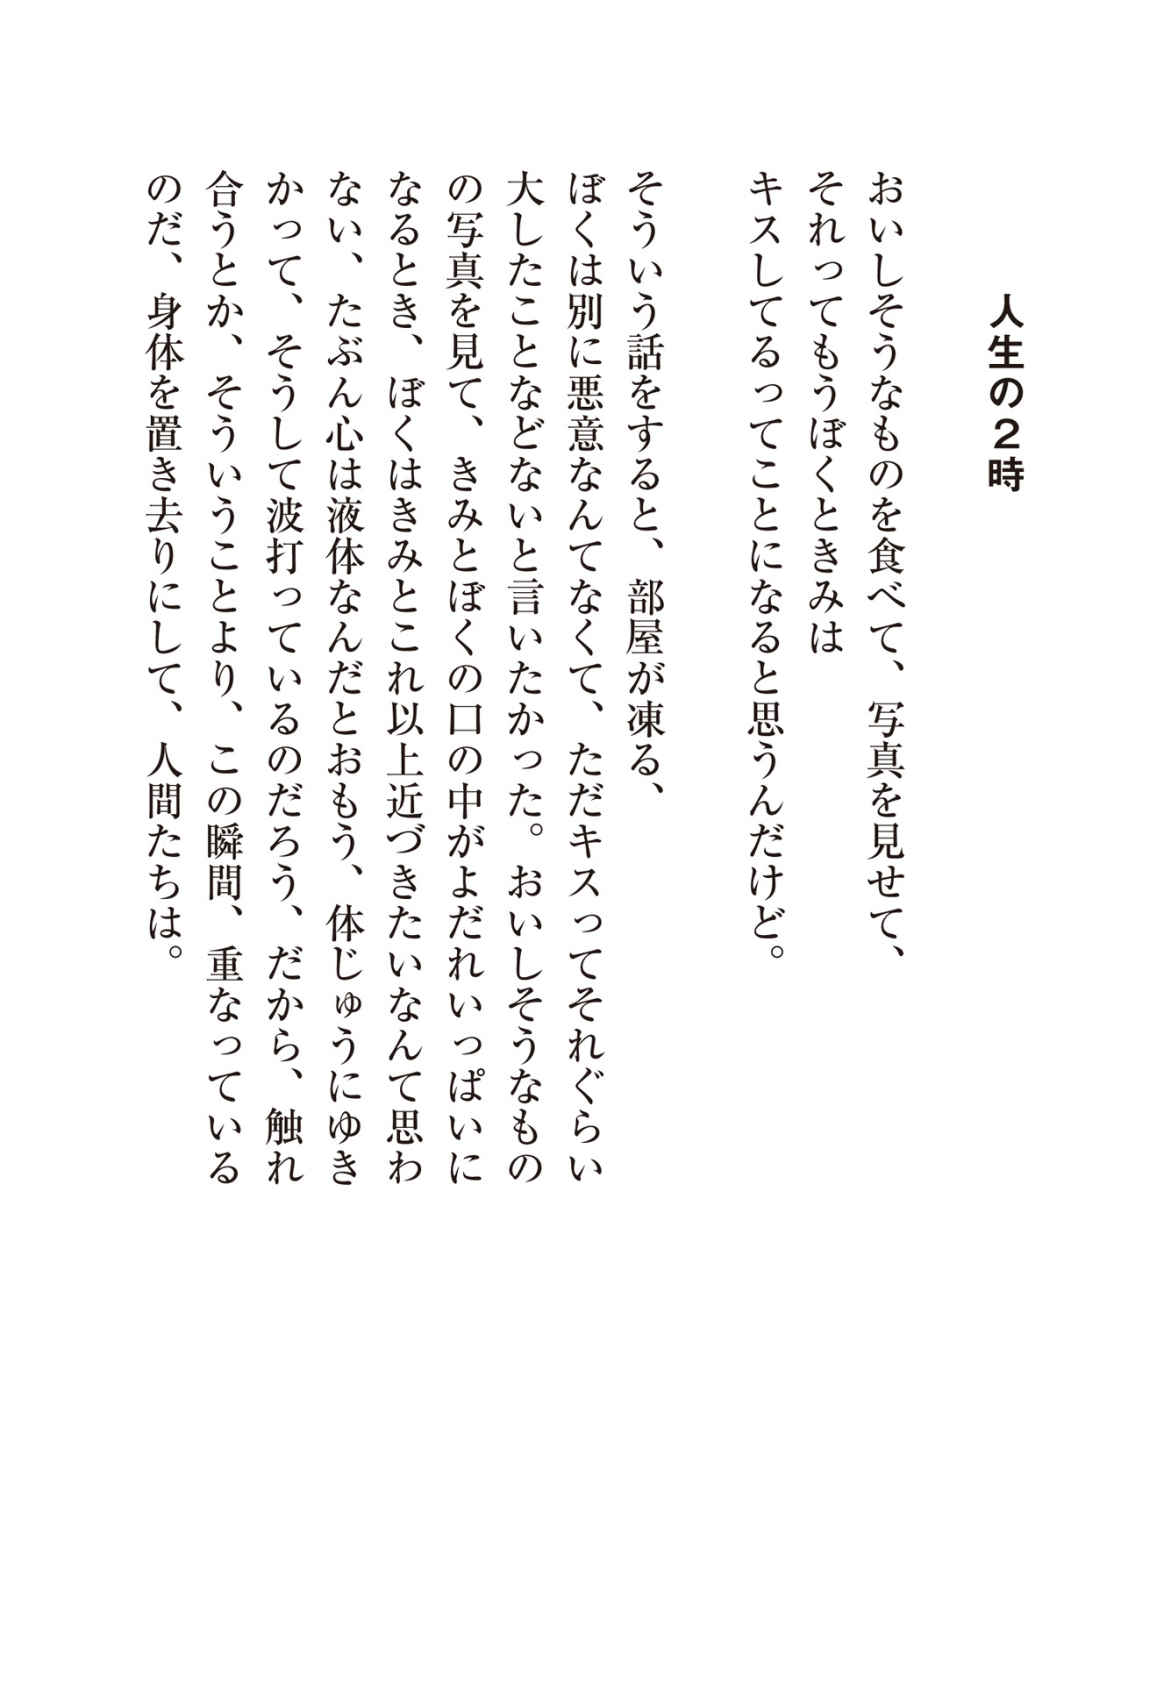 人生の2時
おいしそうなものを食べて、写真を見せて、
それってもうぼくときみは
キスしてるってことになると思うんだけど。
そういう話をすると、部屋が凍る、
ぼくは別に悪意なんてなくて、ただキスってそれぐらい
大したことなどないと言いたかった。おいしそうなもの
の写真を見て、きみとぼくの口の中がよだれいっぱいに
なるとき、ぼくはきみとこれ以上近づきたいなんて思わ
ない、たぶん心は液体なんだとおもう、体じゅうにゆき
かって、そうして波打っているのだろう、だから、触れ
合うとか、そういうことより、この瞬間、重なっている
のだ、身体を置き去りにして、人間たちは。